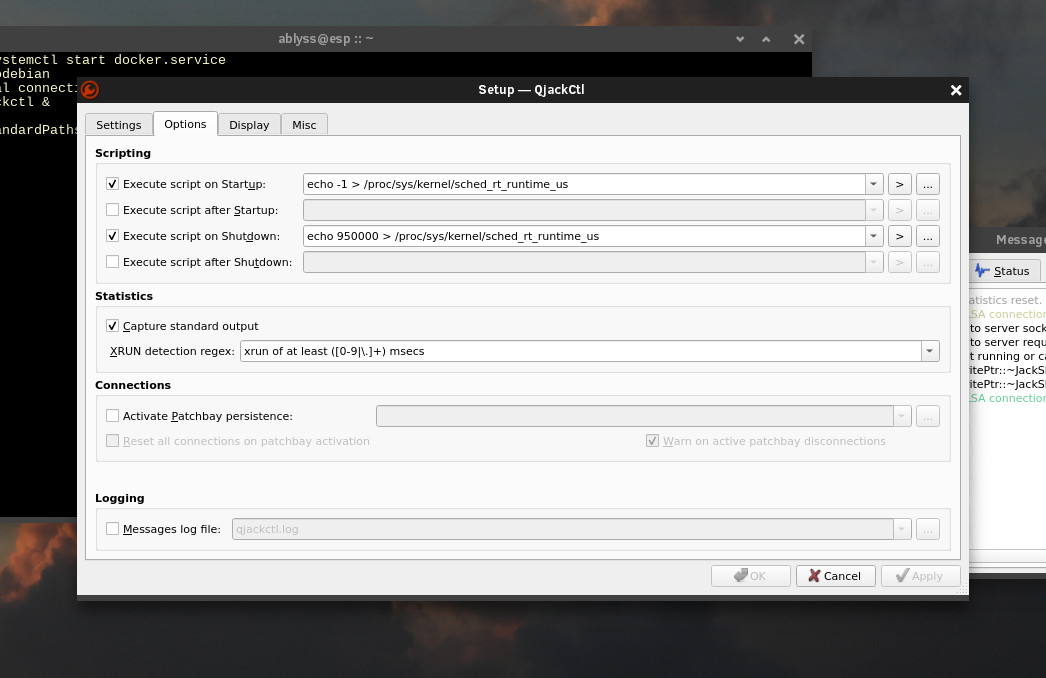 ablyss@esp :: ~
ystemctl start docker.service
odebian
al connecti
ckctl &
andardPaths
Setup — QjackCtl
Settings Options Display Misc
Scripting
Execute script on Startup: echo -1 > /proc/sys/kernel/sched_rt_runtime_us > ...
Execute script after Startup: > ...
Execute script on Shutdown: echo 950000 > /proc/sys/kernel/sched_rt_runtime_us > ...
Execute script after Shutdown: > ...
Statistics
Capture standard output
XRUN detection regex: xrun of at least ([0-9|\.]+) msecs
Connections
Activate Patchbay persistence: ...
Reset all connections on patchbay activation Warn on active patchbay disconnections
Logging
Messages log file: qjackctl.log ...
OK Cancel Apply
Message
Status
atistics reset.
SA connection
to server sock
to server requ
t running or ca
itePtr::~JackSh
itePtr::~JackSh
SA connection